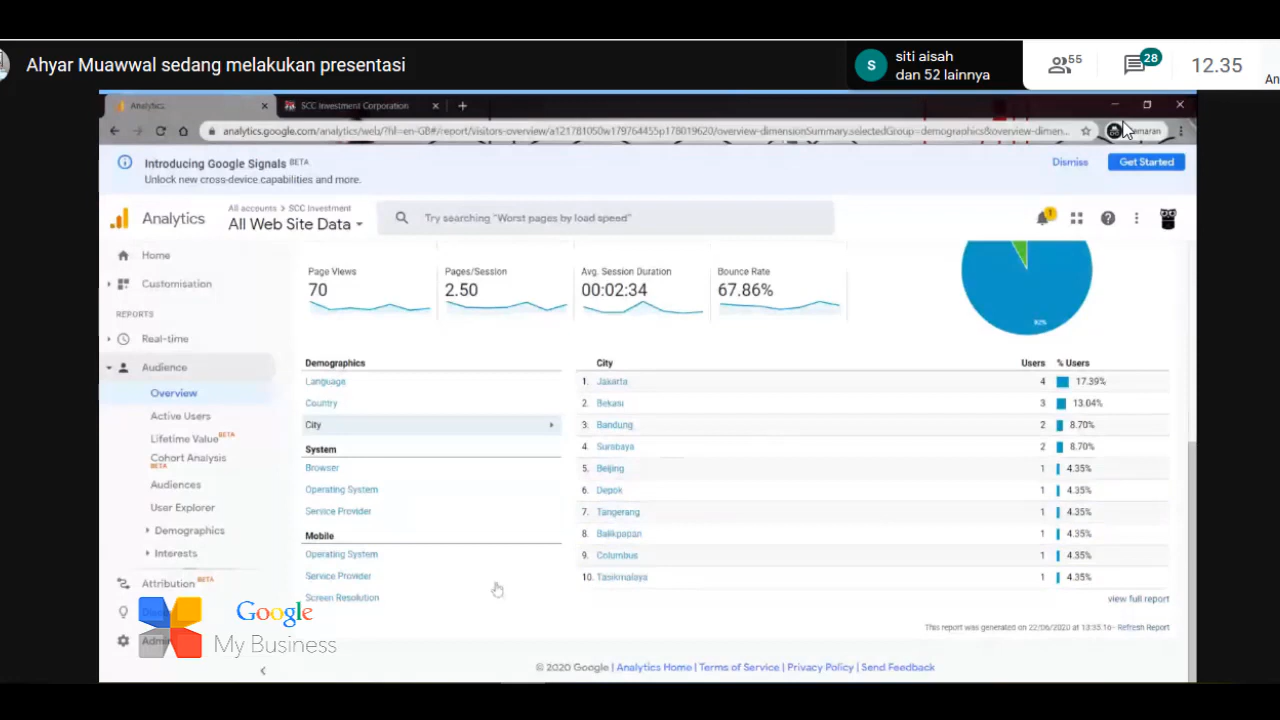 Ahyar Muawwal sedang melakukan presentasi
S
siti aisah
dan 52 lainnya
55
28
12.35
An
Analytics
SCC Investment Corporation
analytics.google.com/analytics/web/?hl=en-GB#/report/visitors-overview/a121781050w179764455p178019620/overview-dimensionSummary.selectedGroup=demographics&overview-dimen...
Introducing Google Signals BETA
Unlock new cross-device capabilities and more.
Dismiss
Get Started
Analytics
All accounts > SCC Investment
All Web Site Data
Try searching "Worst pages by load speed"
1
Home
Customisation
REPORTS
Real-time
Audience
Overview
Active Users
Lifetime Value BETA
Cohort Analysis
BETA
Audiences
User Explorer
Demographics
Interests
Attribution BETA
Page Views
70
Pages/Session
2.50
Avg. Session Duration
00:02:34
Bounce Rate
67.86%
Demographics
Language
Country
City
System
Browser
Operating System
Service Provider
Mobile
Operating System
Service Provider
Screen Resolution
City Users % Users
1. Jakarta 4 17.39%
2. Bekasi 3 13.04%
3. Bandung 2 8.70%
4. Surabaya 2 8.70%
5. Beijing 1 4.35%
6. Depok 1 4.35%
7. Tangerang 1 4.35%
8. Balikpapan 1 4.35%
9. Columbus 1 4.35%
10. Tasikmalaya 1 4.35%
view full report
This report was generated on 22/06/2020 at 13:35:16 - Refresh Report
Google
My Business
© 2020 Google | Analytics Home | Terms of Service | Privacy Policy | Send Feedback